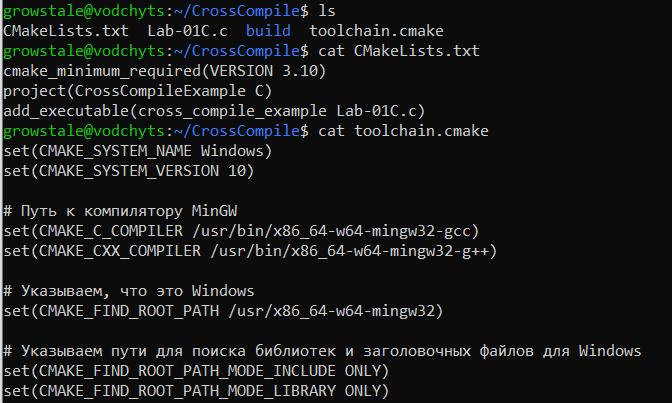 growstale@vodchyts:~/CrossCompile$ ls
CMakeLists.txt  Lab-01C.c  build  toolchain.cmake
growstale@vodchyts:~/CrossCompile$ cat CMakeLists.txt
cmake_minimum_required(VERSION 3.10)
project(CrossCompileExample C)
add_executable(cross_compile_example Lab-01C.c)
growstale@vodchyts:~/CrossCompile$ cat toolchain.cmake
set(CMAKE_SYSTEM_NAME Windows)
set(CMAKE_SYSTEM_VERSION 10)

# Путь к компилятору MinGW
set(CMAKE_C_COMPILER /usr/bin/x86_64-w64-mingw32-gcc)
set(CMAKE_CXX_COMPILER /usr/bin/x86_64-w64-mingw32-g++)

# Указываем, что это Windows
set(CMAKE_FIND_ROOT_PATH /usr/x86_64-w64-mingw32)

# Указываем пути для поиска библиотек и заголовочных файлов для Windows
set(CMAKE_FIND_ROOT_PATH_MODE_INCLUDE ONLY)
set(CMAKE_FIND_ROOT_PATH_MODE_LIBRARY ONLY)